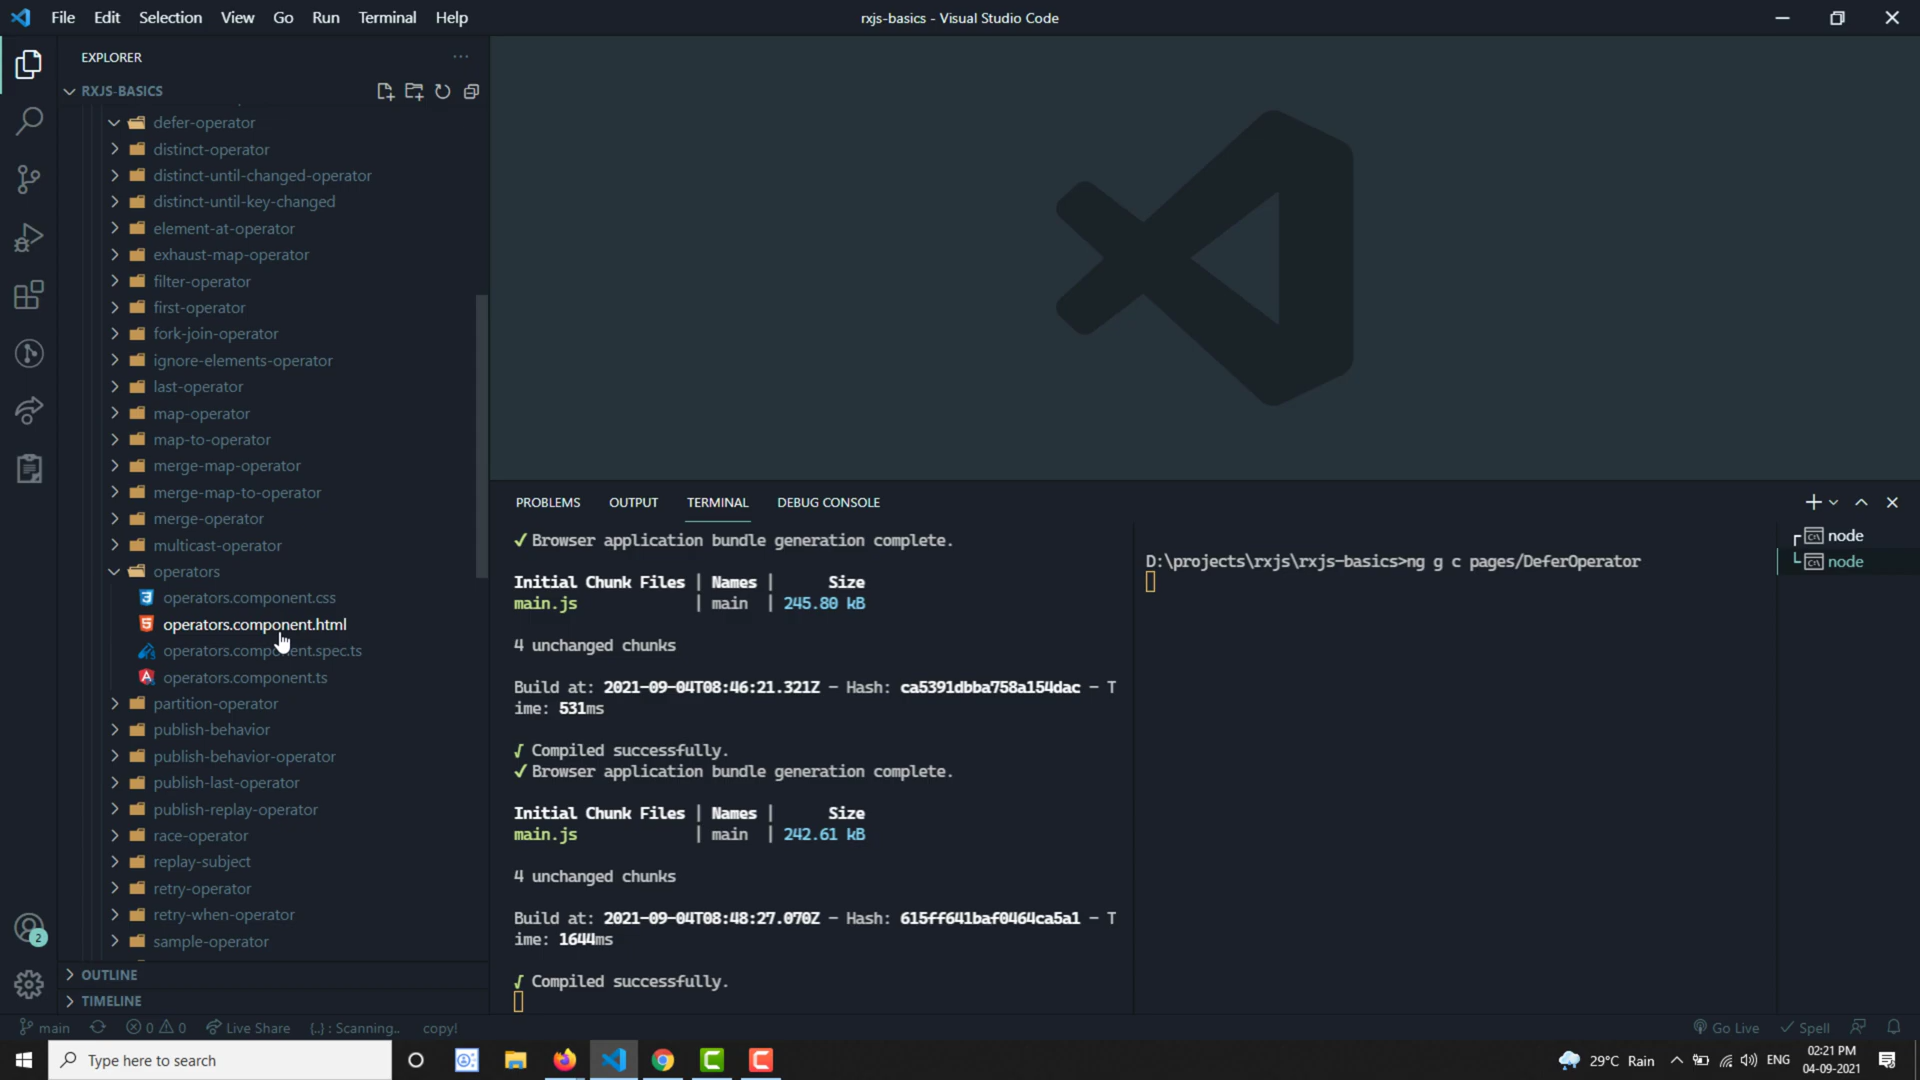 File Edit Selection View Go Run Terminal Help
rxjs-basics - Visual Studio Code
EXPLORER
RXJS-BASICS
defer-operator
distinct-operator
distinct-until-changed-operator
distinct-until-key-changed
element-at-operator
exhaust-map-operator
filter-operator
first-operator
fork-join-operator
ignore-elements-operator
last-operator
map-operator
map-to-operator
merge-map-operator
merge-map-to-operator
merge-operator
multicast-operator
operators
operators.component.css
operators.component.html
operators.component.spec.ts
operators.component.ts
partition-operator
publish-behavior
publish-behavior-operator
publish-last-operator
publish-replay-operator
race-operator
replay-subject
retry-operator
retry-when-operator
sample-operator
OUTLINE
TIMELINE
PROBLEMS OUTPUT TERMINAL DEBUG CONSOLE
✓ Browser application bundle generation complete.
Initial Chunk Files | Names | Size
main.js | main | 245.80 kB
4 unchanged chunks
Build at: 2021-09-04T08:46:21.321Z - Hash: ca5391dbba758a154dac - T
ime: 531ms
√ Compiled successfully.
✓ Browser application bundle generation complete.
Initial Chunk Files | Names | Size
main.js | main | 242.61 kB
4 unchanged chunks
Build at: 2021-09-04T08:48:27.070Z - Hash: 615ff641baf0464ca5a1 - T
ime: 1644ms
√ Compiled successfully.
D:\projects\rxjs\rxjs-basics>ng g c pages/DeferOperator
node
node
2
main 0 0 Live Share {..} : Scanning.. copy! Go Live Spell
Type here to search
29°C Rain
ENG
02:21 PM
04-09-2021